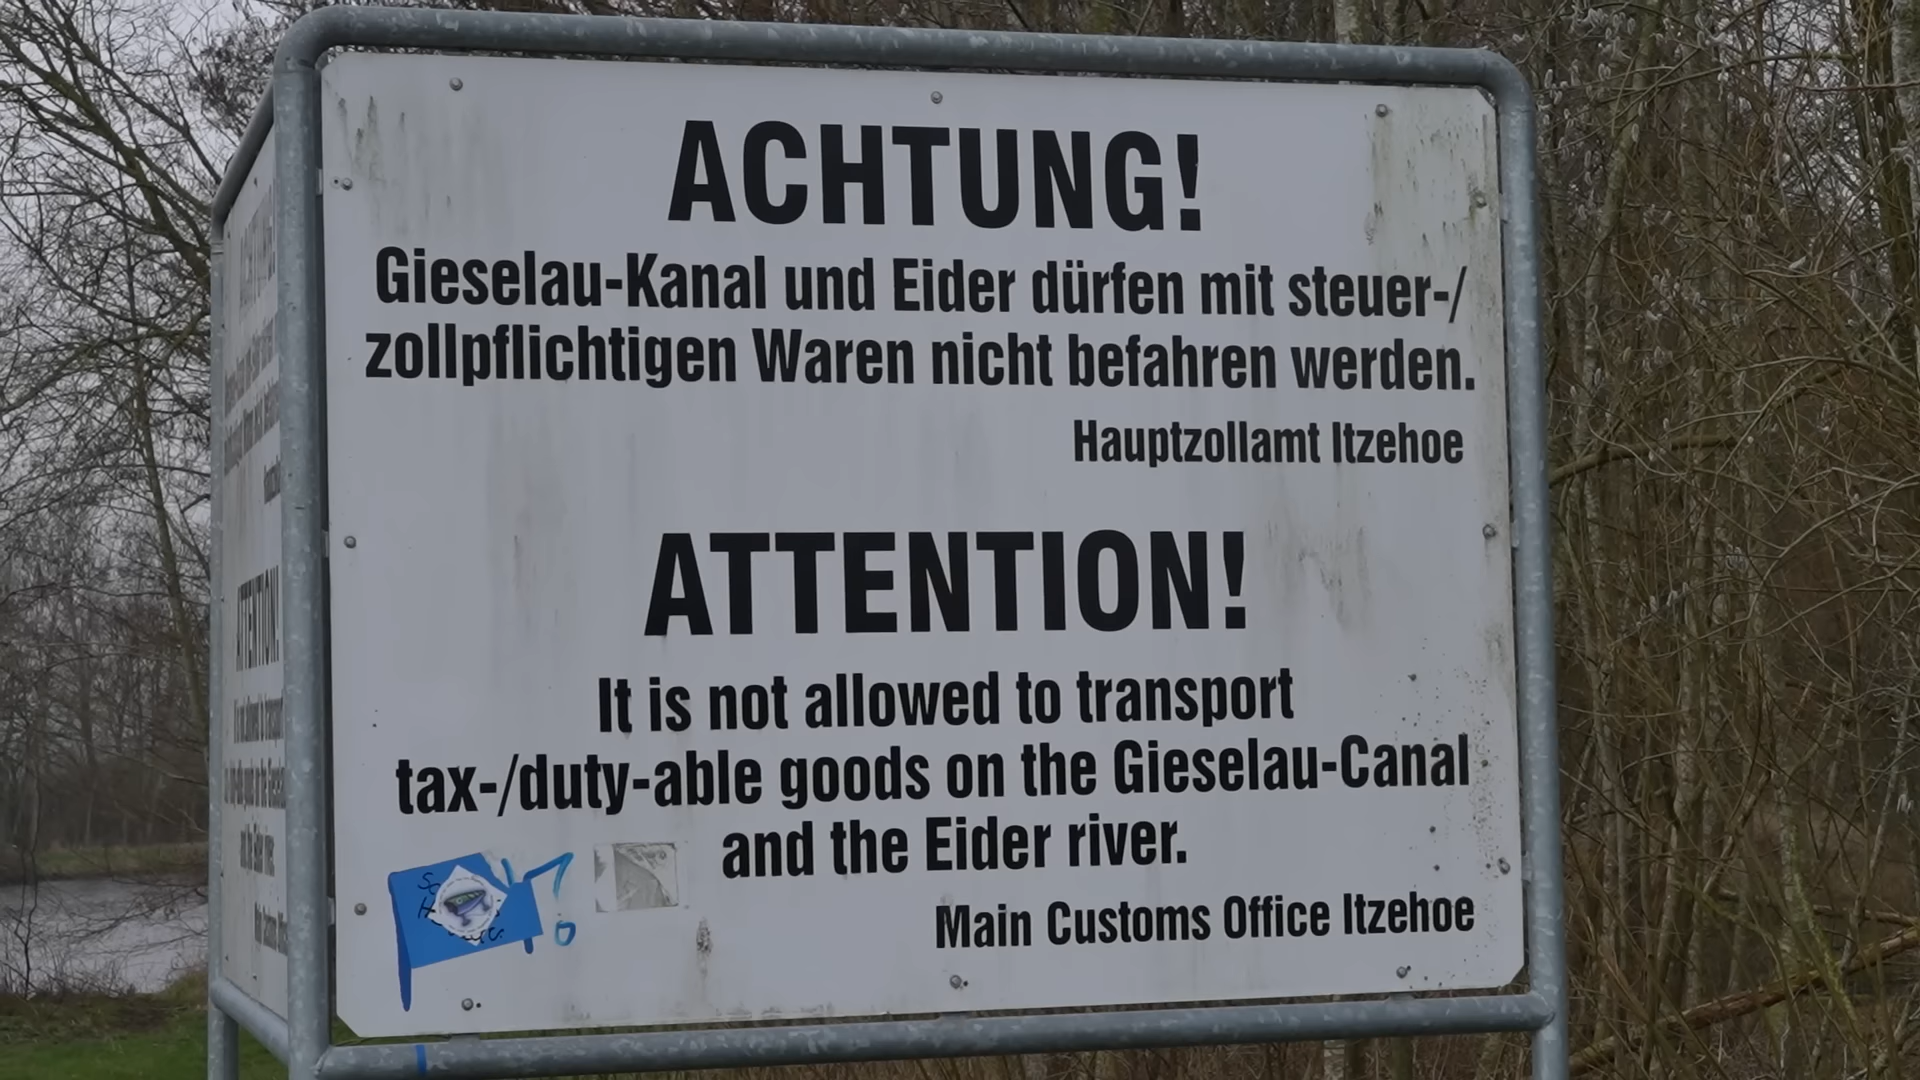 ACHTUNG!
Gieselau-Kanal und Eider dürfen mit steuer-/
zollpflichtigen Waren nicht befahren werden.
Hauptzollamt Itzehoe
ATTENTION!
It is not allowed to transport
tax-/duty-able goods on the Gieselau-Canal
and the Eider river.
Main Customs Office Itzehoe
ATTENTION!